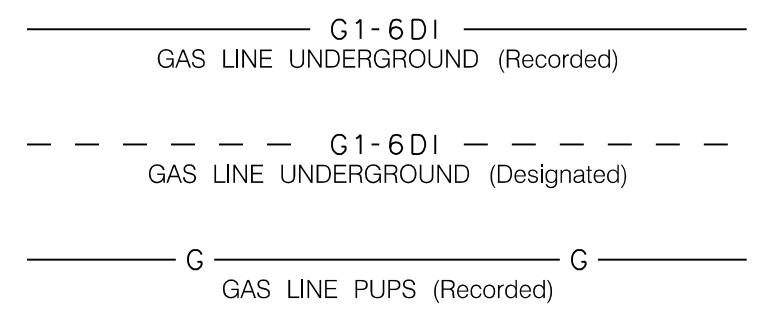 G1-6DI
GAS LINE UNDERGROUND (Recorded)
G1-6DI
GAS LINE UNDERGROUND (Designated)
G G
GAS LINE PUPS (Recorded)